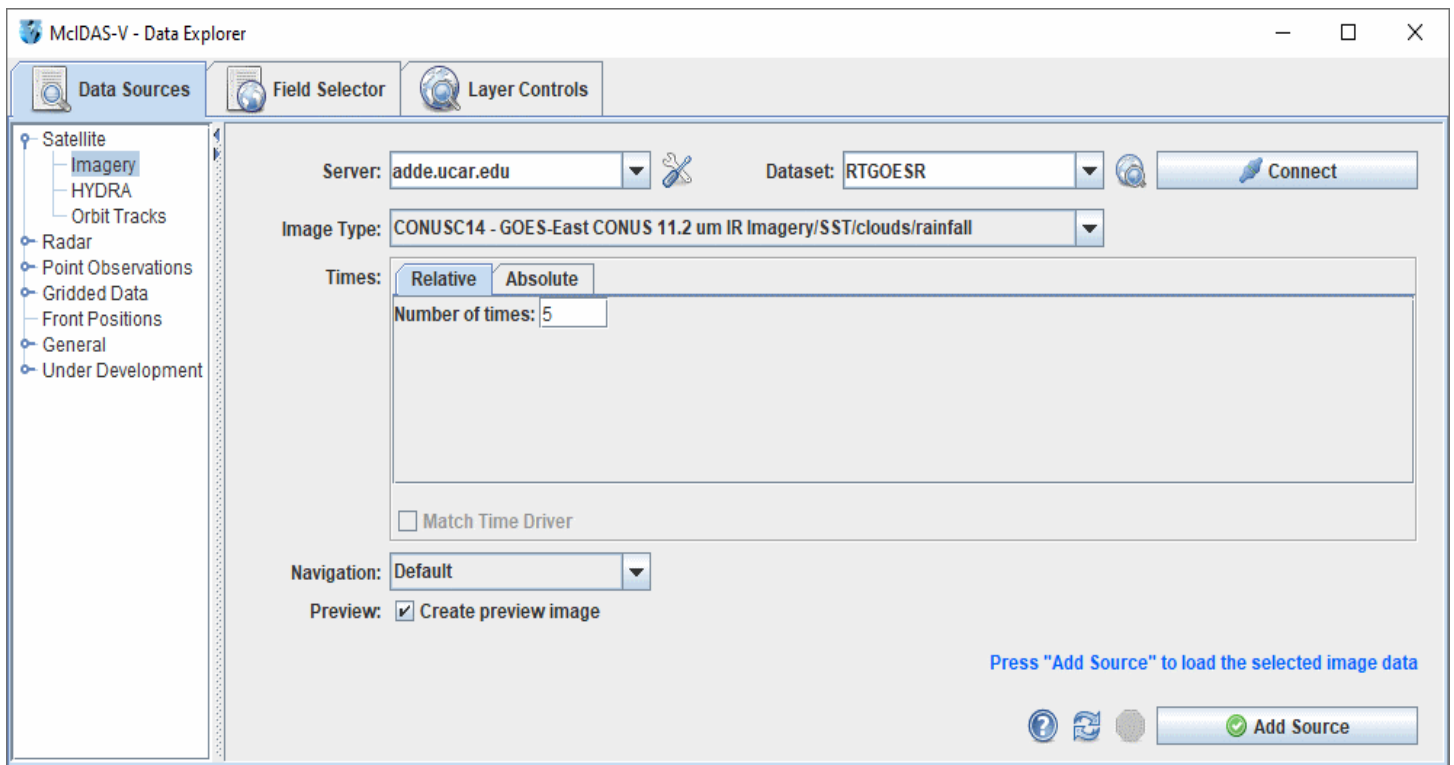 McIDAS-V - Data Explorer
Data Sources Field Selector Layer Controls
Satellite
Imagery
HYDRA
Orbit Tracks
Radar
Point Observations
Gridded Data
Front Positions
General
Under Development
Server: adde.ucar.edu Dataset: RTGOESR Connect
Image Type: CONUSC14 - GOES-East CONUS 11.2 um IR Imagery/SST/clouds/rainfall
Times: Relative Absolute
Number of times: 5
Match Time Driver
Navigation: Default
Preview: Create preview image
Press "Add Source" to load the selected image data
? Add Source